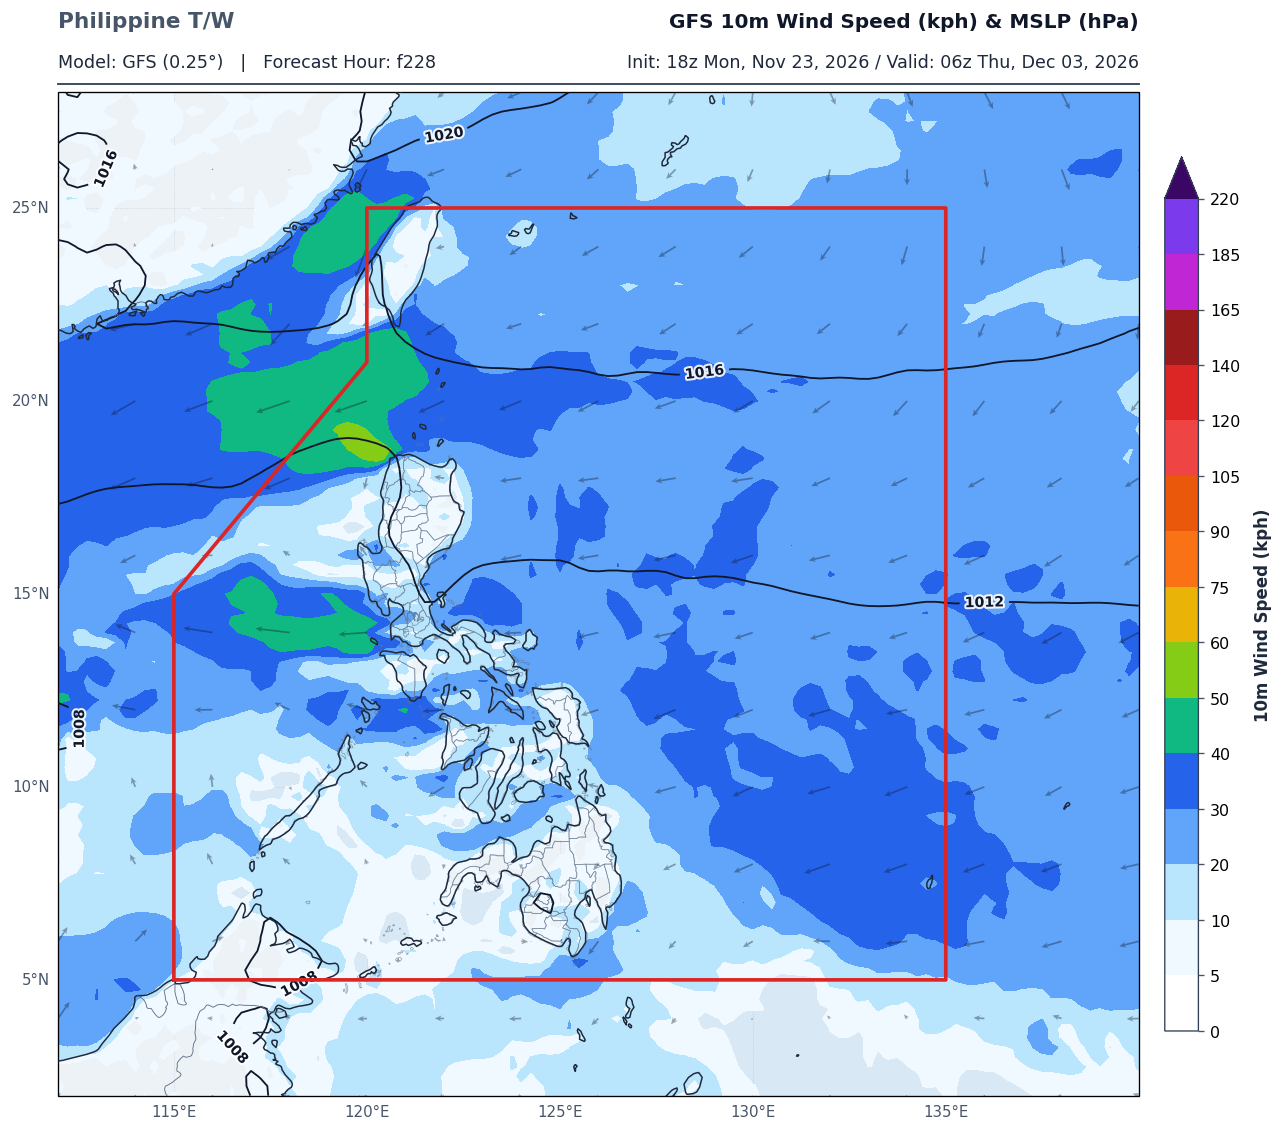 Philippine T/W
GFS 10m Wind Speed (kph) & MSLP (hPa)
Model: GFS (0.25°) | Forecast Hour: f228
Init: 18z Mon, Nov 23, 2026 / Valid: 06z Thu, Dec 03, 2026
1020
1016
1016
1012
1008
1008
1008
25°N
20°N
15°N
10°N
5°N
115°E
120°E
125°E
130°E
135°E
220
185
165
140
120
105
90
75
60
50
40
30
20
10
5
0
10m Wind Speed (kph)